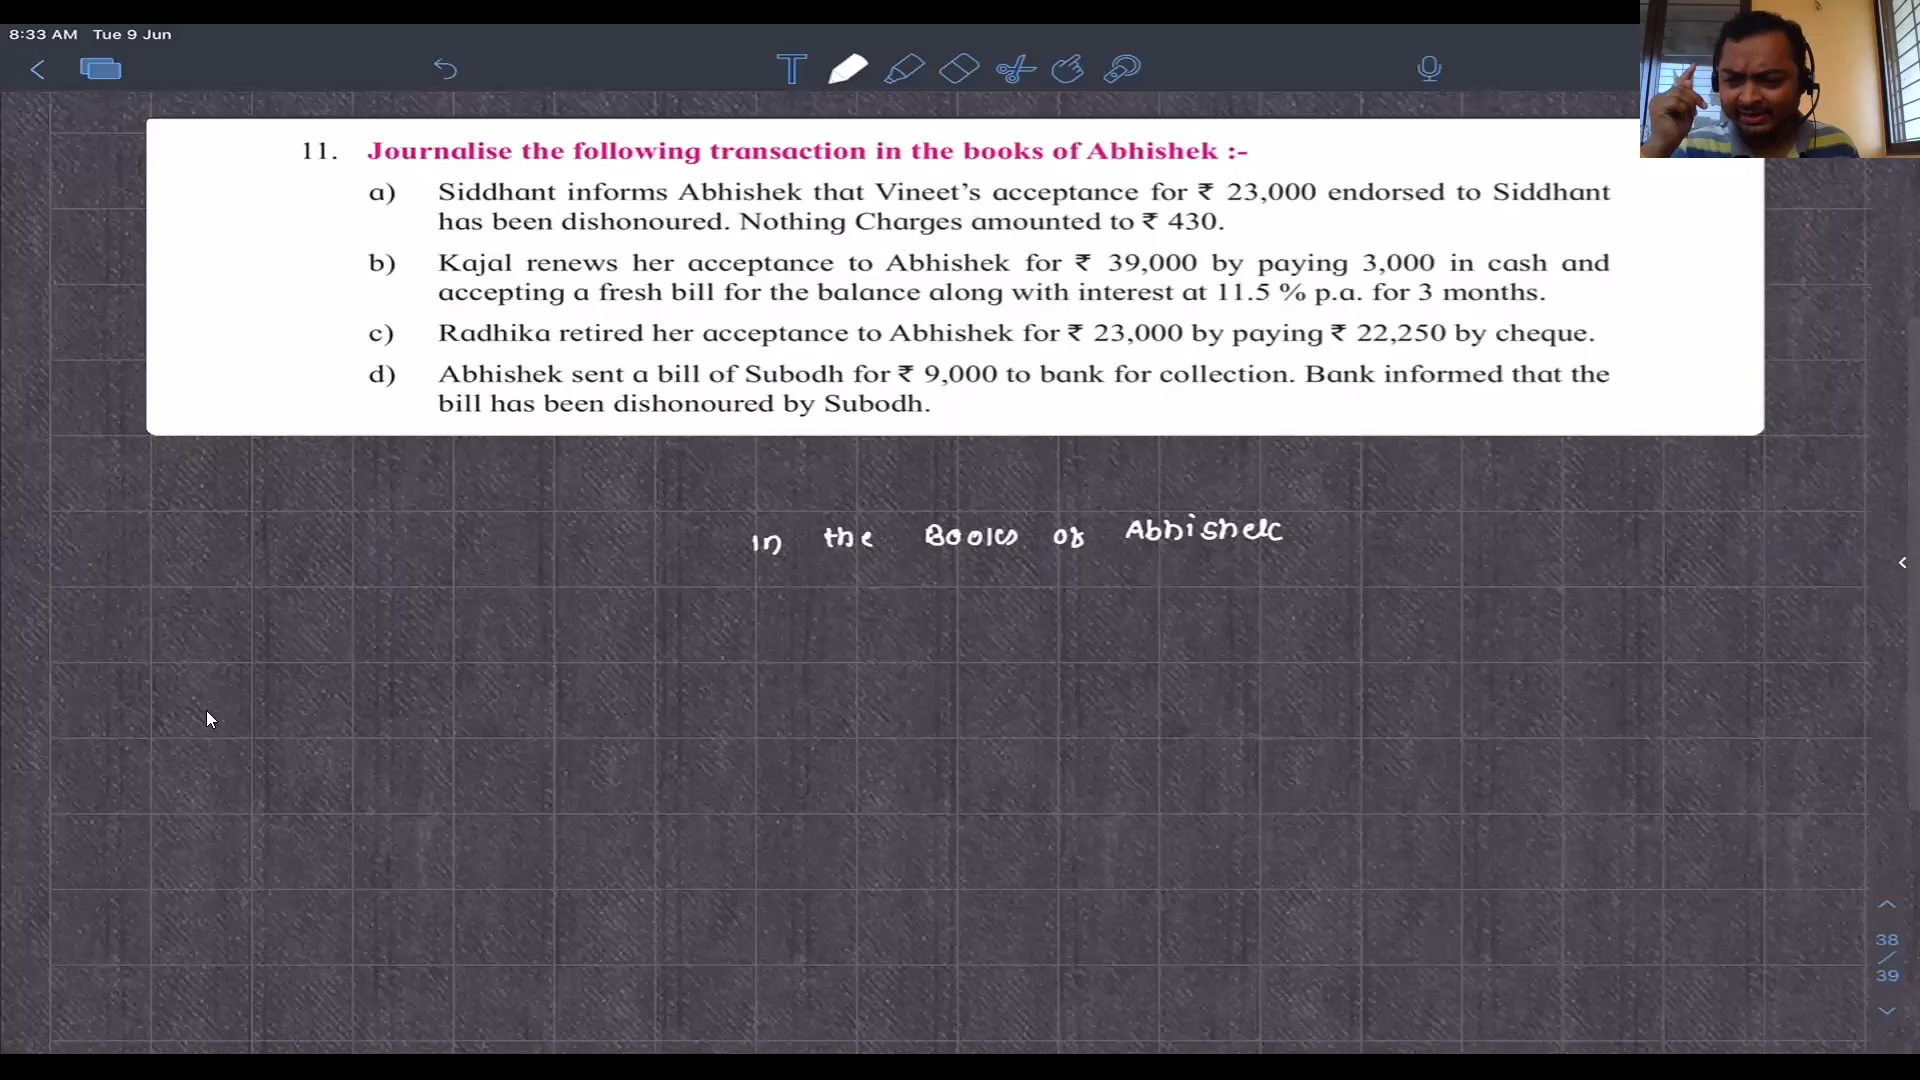 8:33 AM Tue 9 Jun
11. Journalise the following transaction in the books of Abhishek :-
a) Siddhant informs Abhishek that Vineet’s acceptance for ₹ 23,000 endorsed to Siddhant
has been dishonoured. Nothing Charges amounted to ₹ 430.
b) Kajal renews her acceptance to Abhishek for ₹ 39,000 by paying 3,000 in cash and
accepting a fresh bill for the balance along with interest at 11.5 % p.a. for 3 months.
c) Radhika retired her acceptance to Abhishek for ₹ 23,000 by paying ₹ 22,250 by cheque.
d) Abhishek sent a bill of Subodh for ₹ 9,000 to bank for collection. Bank informed that the
bill has been dishonoured by Subodh.
In the Books of Abhishek
38
/
39